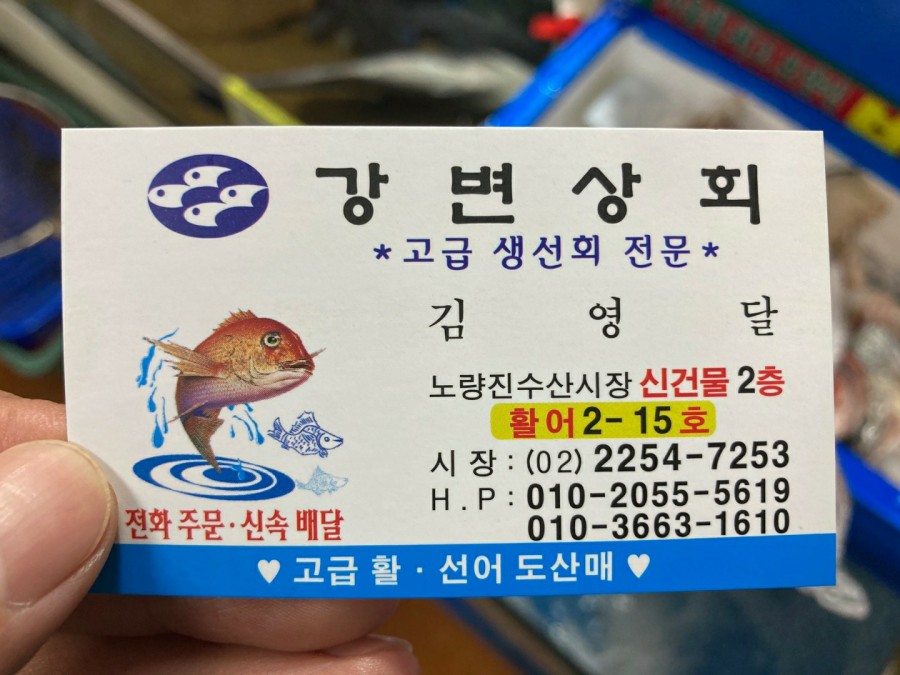 강변상회
*고급 생선회 전문*
김영달
노량진수산시장 신건물 2층
활어 2-15호
시장 : (02) 2254-7253
H.P : 010-2055-5619
010-3663-1610
전화 주문·신속 배달
♥ 고급 활·선어 도산매 ♥